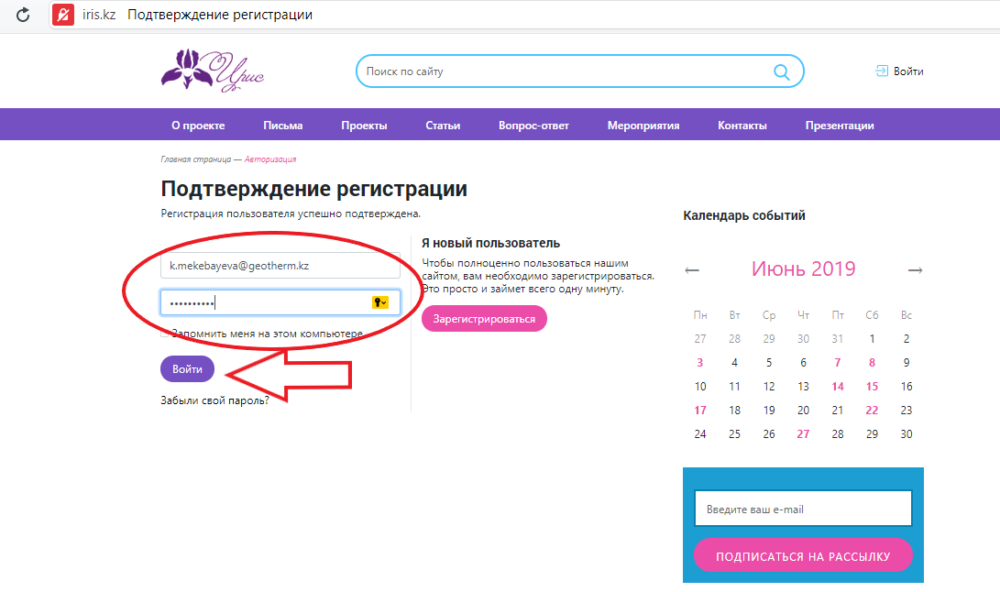 iris.kz Подтверждение регистрации
Ирис
Поиск по сайту
Войти
О проекте Письма Проекты Статьи Вопрос-ответ Мероприятия Контакты Презентации
Главная страница — Авторизация
Подтверждение регистрации
Регистрация пользователя успешно подтверждена.
k.mekebayeva@geotherm.kz
••••••••••
Запомнить меня на этом компьютере
Войти
Забыли свой пароль?
Я новый пользователь
Чтобы полноценно пользоваться нашим
сайтом, вам необходимо зарегистрироваться.
Это просто и займет всего одну минуту.
Зарегистрироваться
Календарь событий
← Июнь 2019 →
Пн Вт Ср Чт Пт Сб Вс
27 28 29 30 31 1 2
3 4 5 6 7 8 9
10 11 12 13 14 15 16
17 18 19 20 21 22 23
24 25 26 27 28 29 30
Введите ваш e-mail
ПОДПИСАТЬСЯ НА РАССЫЛКУ